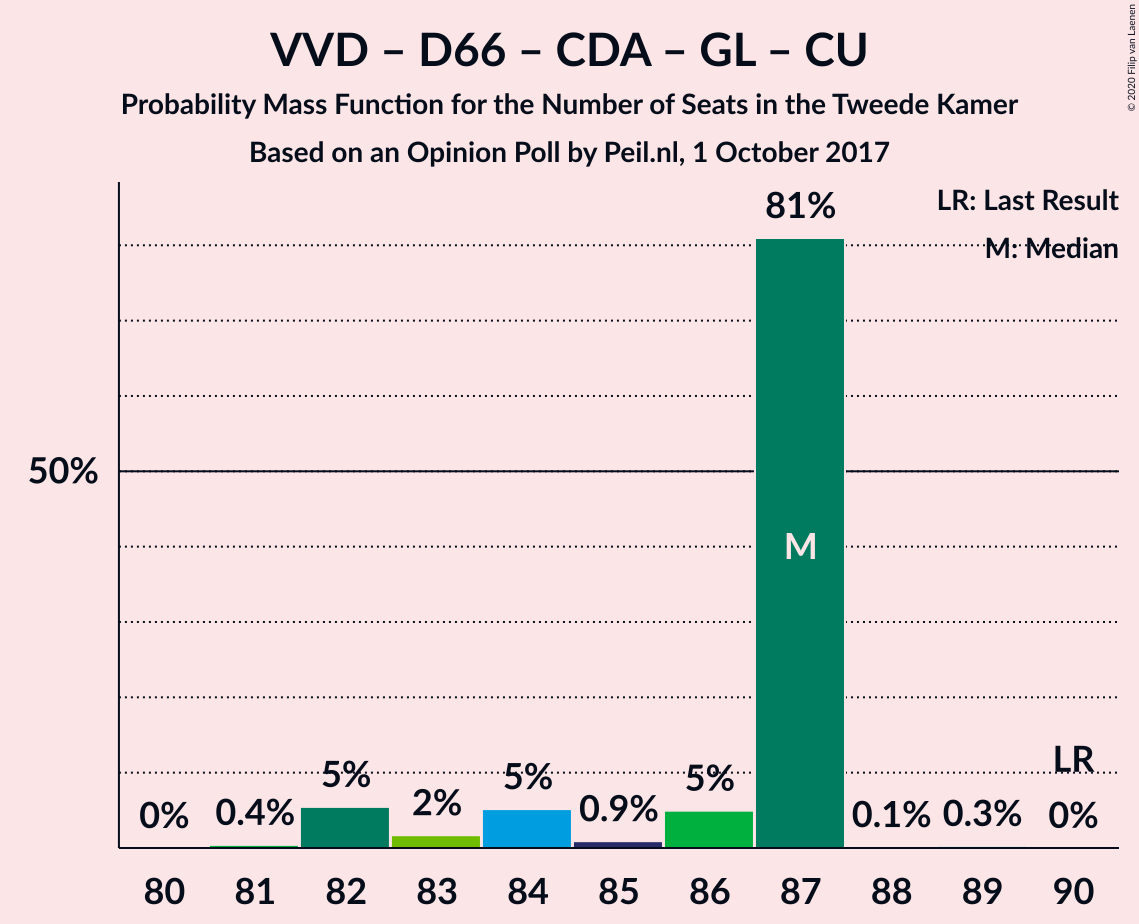 VVD – D66 – CDA – GL – CU
Probability Mass Function for the Number of Seats in the Tweede Kamer
Based on an Opinion Poll by Peil.nl, 1 October 2017
© 2020 Filip van Laenen
LR: Last Result
M: Median
81%
50%
M
LR
0% 0.4% 5% 2% 5% 0.9% 5% 0.1% 0.3% 0%
80 81 82 83 84 85 86 87 88 89 90